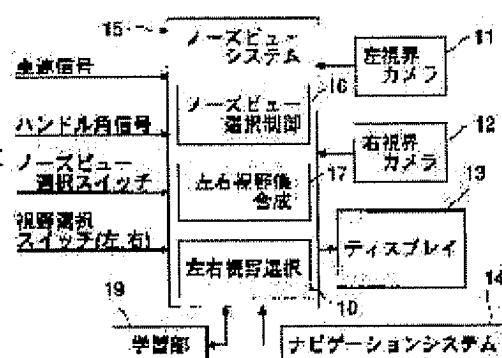 15
ノーズビュー
システム
11
左視界
カメラ
車速信号
16
ノーズビュー
選択制御
12
右視界
カメラ
ハンドル角信号
ノーズビュー
選択スイッチ
17
左右視野像
合成
13
ディスプレイ
視野選択
スイッチ(左,右)
左右視野選択
18
19
学習部
14
ナビゲーションシステム